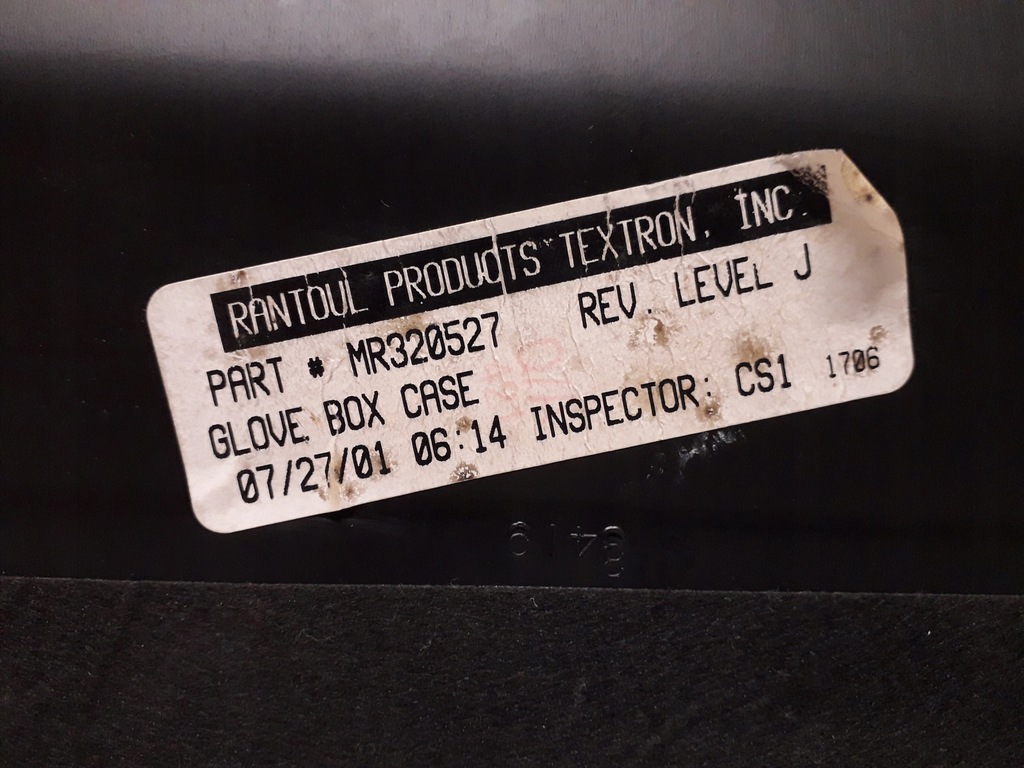 RANTOUL PRODUCTS TEXTRON, INC.
PART # MR320527 REV. LEVEL J
GLOVE BOX CASE
07/27/01 06:14 INSPECTOR: CS1 1706